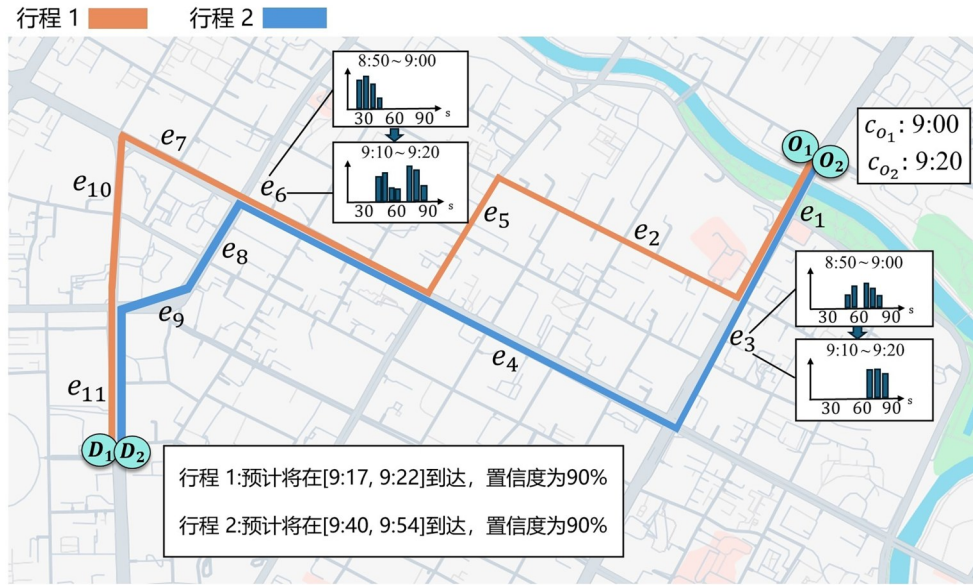 行程 1
行程 2
8:50~9:00
30 60 90 s
9:10~9:20
30 60 90 s
O₁
O₂
c_{O₁}: 9:00
c_{O₂}: 9:20
e₇
e₆
e₁₀
e₅
e₁
e₂
e₈
8:50~9:00
30 60 90 s
e₉
e₃
e₄
9:10~9:20
30 60 90 s
e₁₁
D₁
D₂
行程 1:预计将在[9:17, 9:22]到达，置信度为90%
行程 2:预计将在[9:40, 9:54]到达，置信度为90%